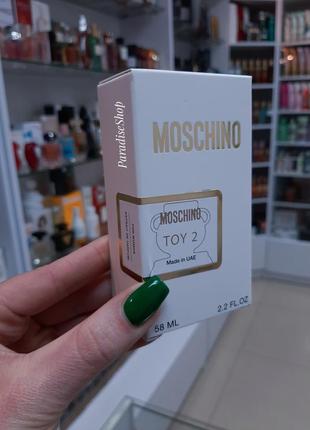 ParadiseShop
MOSCHINO
MOSCHINO
TOY 2
Made in UAE
58 ML
2.2 FL.OZ